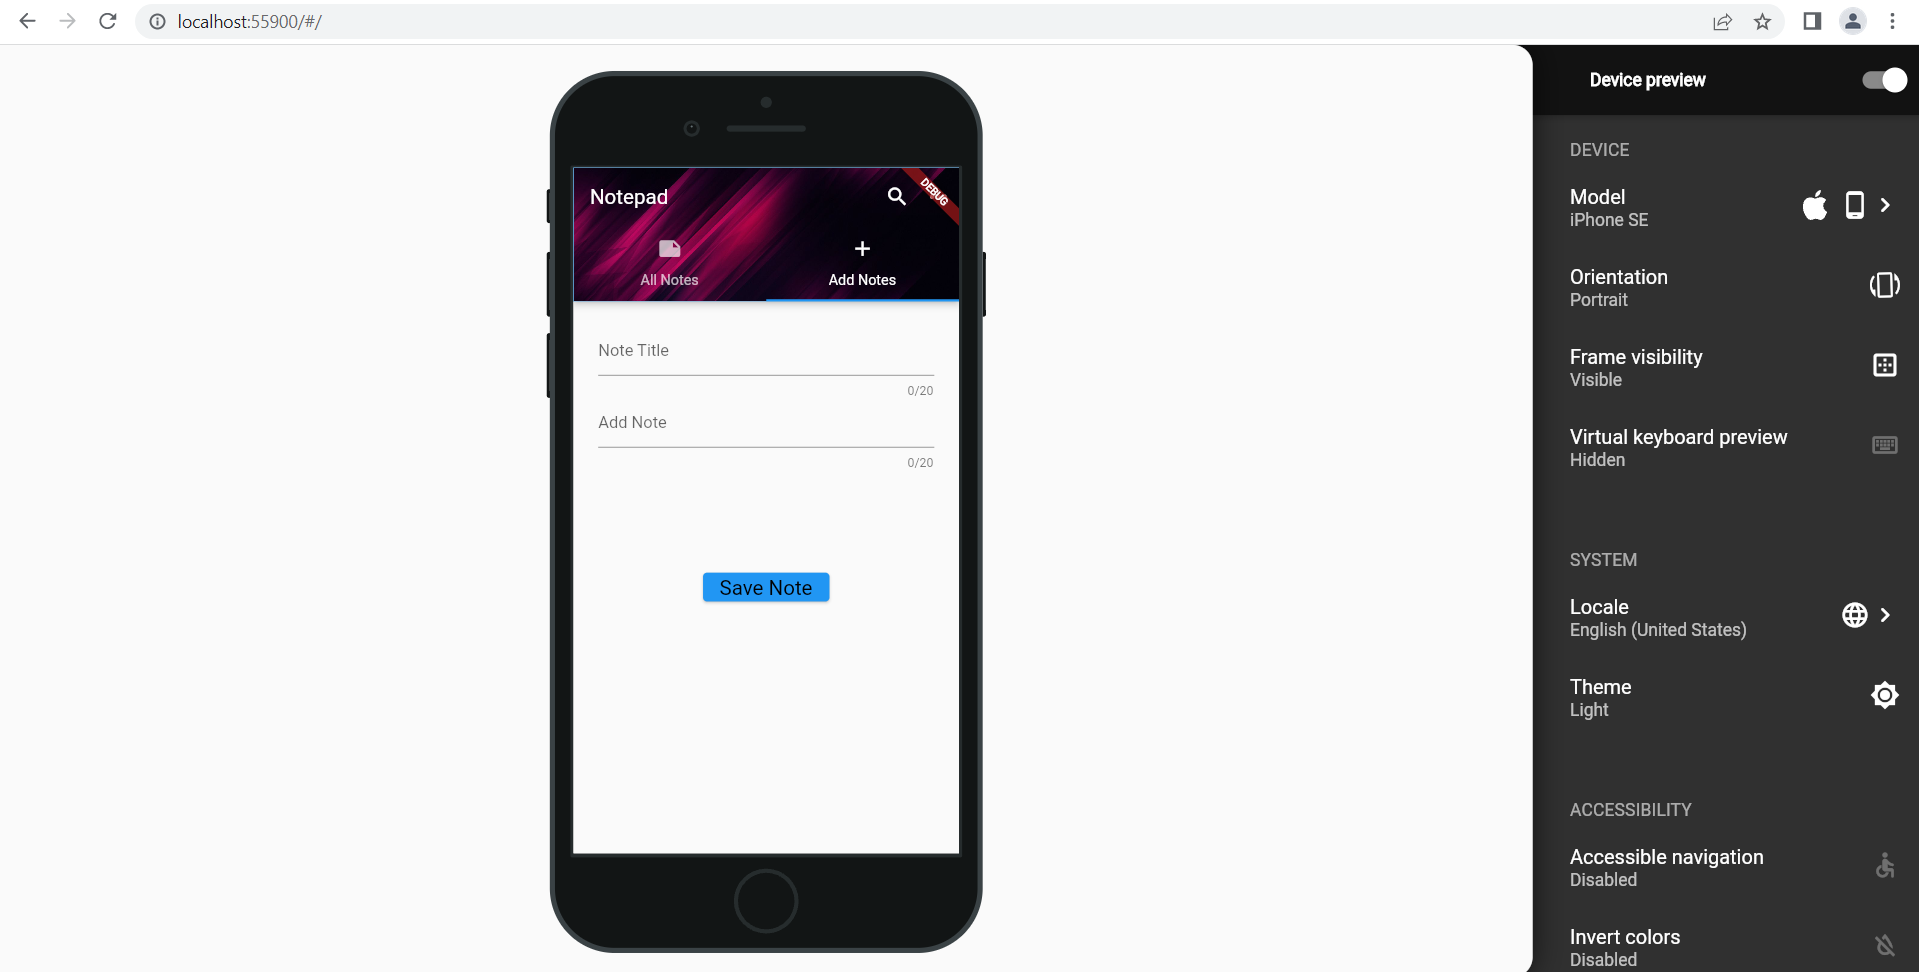 localhost:55900/#/
Notepad
DEBUG
All Notes
Add Notes
Note Title
0/20
Add Note
0/20
Save Note
Device preview
DEVICE
Model
iPhone SE
Orientation
Portrait
Frame visibility
Visible
Virtual keyboard preview
Hidden
SYSTEM
Locale
English (United States)
Theme
Light
ACCESSIBILITY
Accessible navigation
Disabled
Invert colors
Disabled